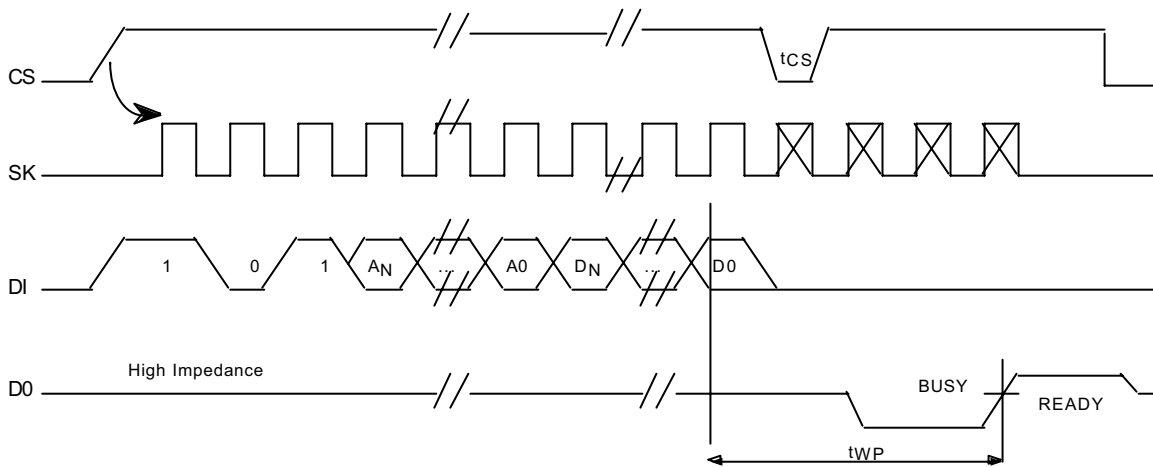 tCS
CS
SK
1 0 1 AN ... A0 DN ... D0
DI
High Impedance
BUSY
D0
READY
tWP